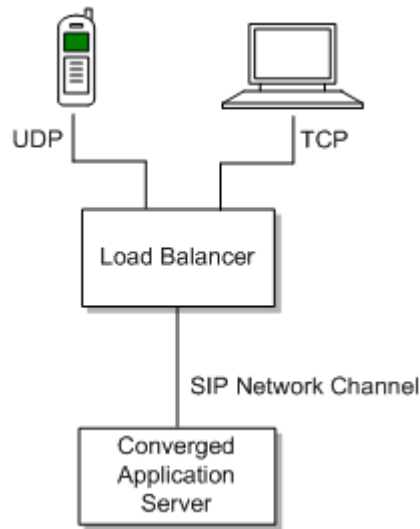 UDP
TCP
Load Balancer
SIP Network Channel
Converged
Application
Server